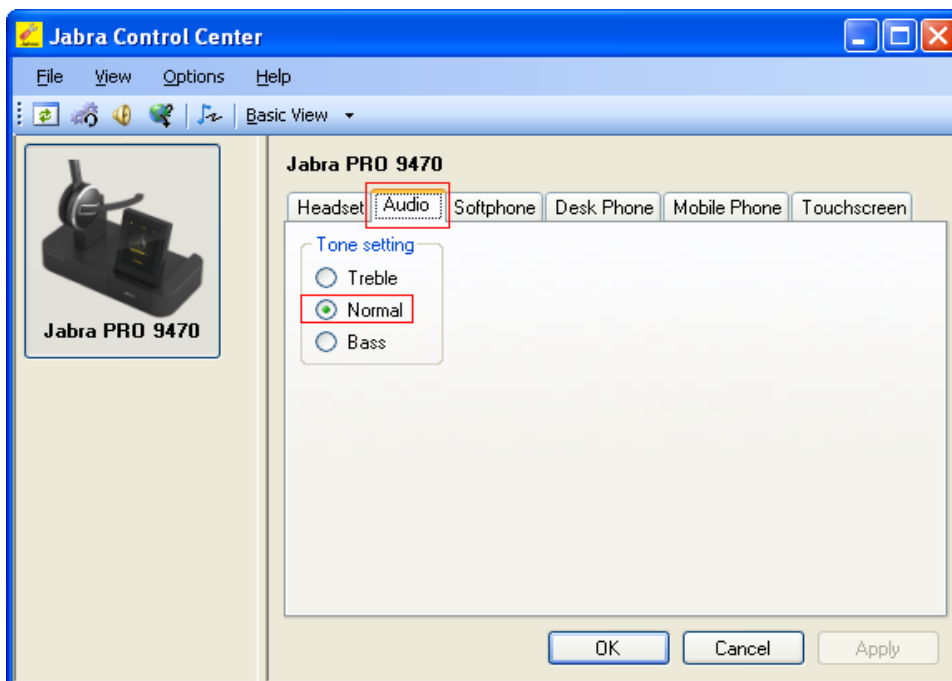 Jabra Control Center
File View Options Help
Basic View
Jabra PRO 9470
Jabra PRO 9470
Headset Audio Softphone Desk Phone Mobile Phone Touchscreen
Tone setting
Treble
Normal
Bass
OK Cancel Apply